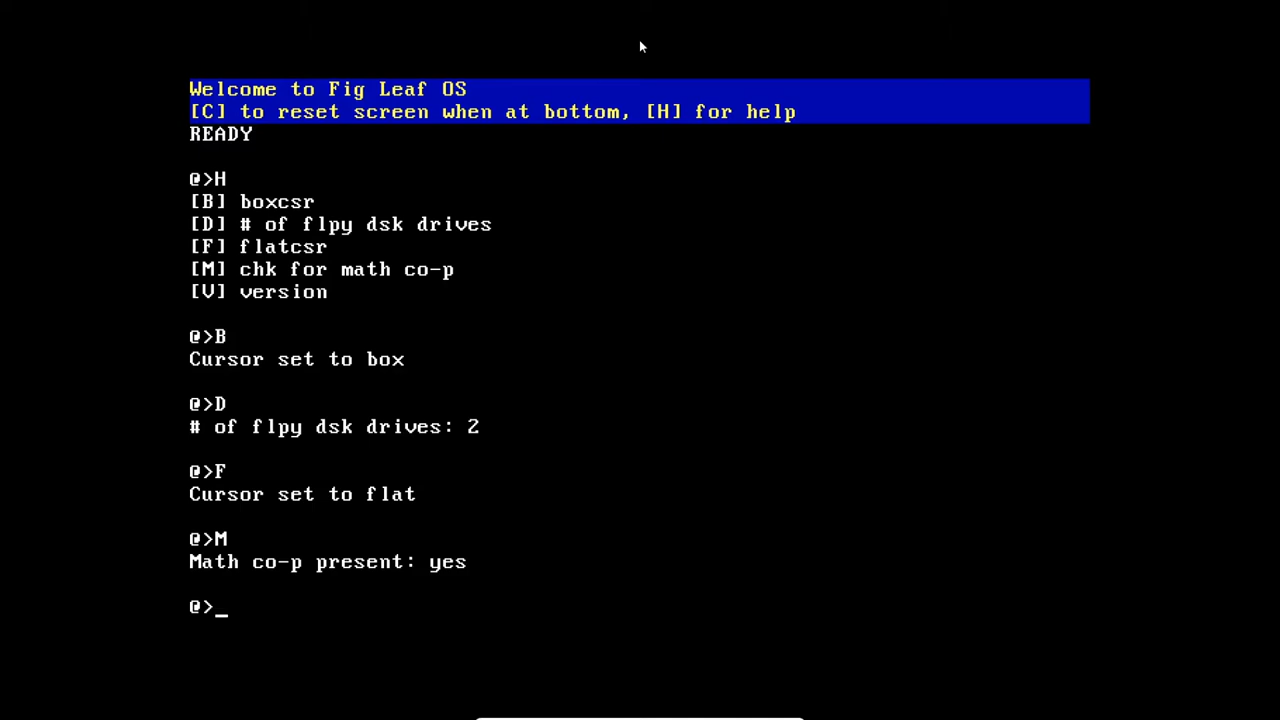 Welcome to Fig Leaf OS
[C] to reset screen when at bottom, [H] for help
READY
@>H
[B] boxcsr
[D] # of flpy dsk drives
[F] flatcsr
[M] chk for math co-p
[V] version
@>B
Cursor set to box
@>D
# of flpy dsk drives: 2
@>F
Cursor set to flat
@>M
Math co-p present: yes
@>_